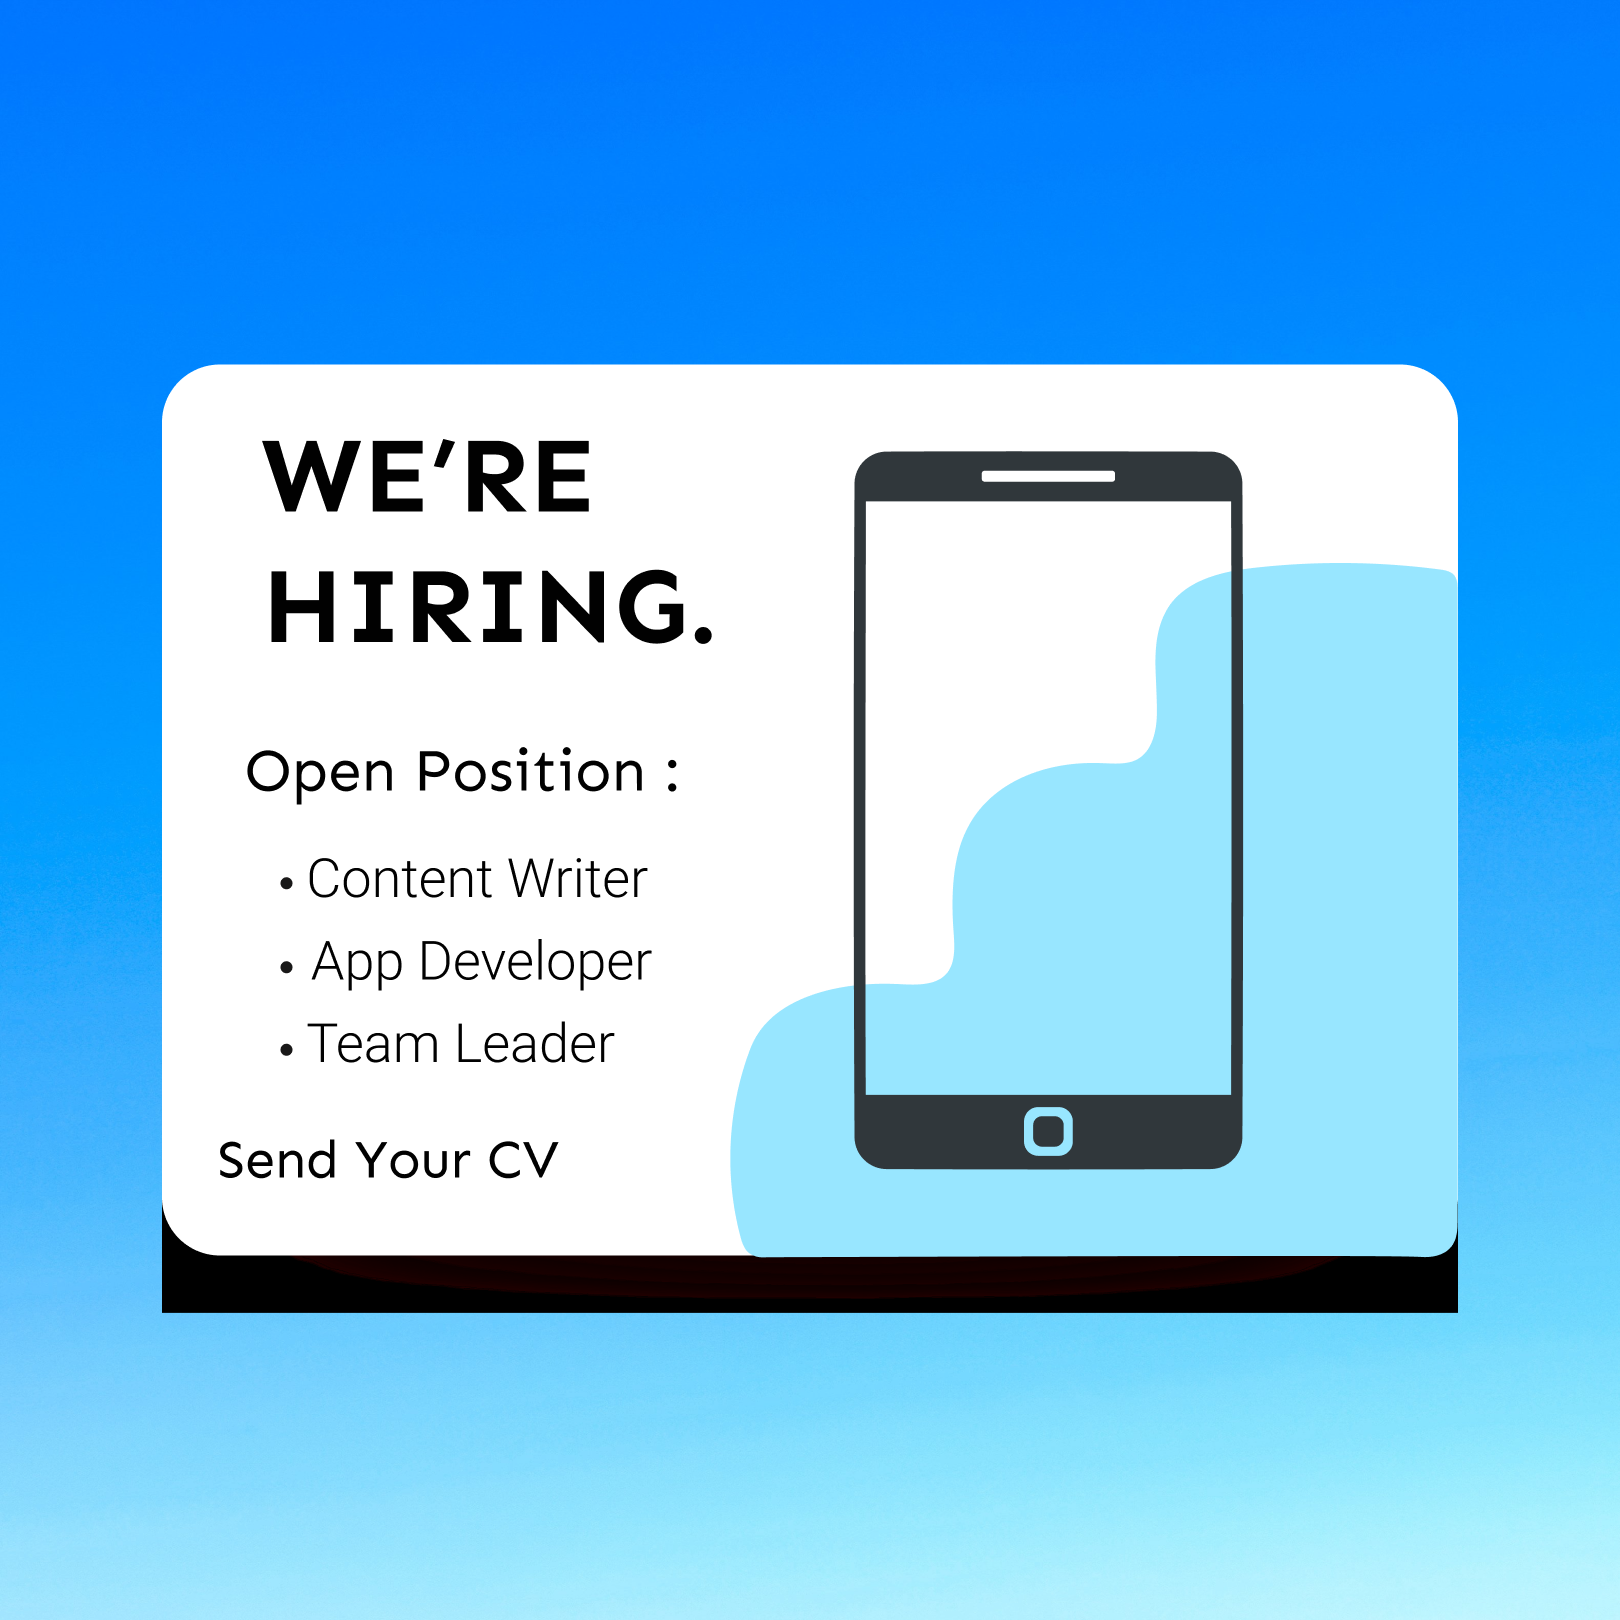 WE’RE
HIRING.
Open Position :
• Content Writer
• App Developer
• Team Leader
Send Your CV